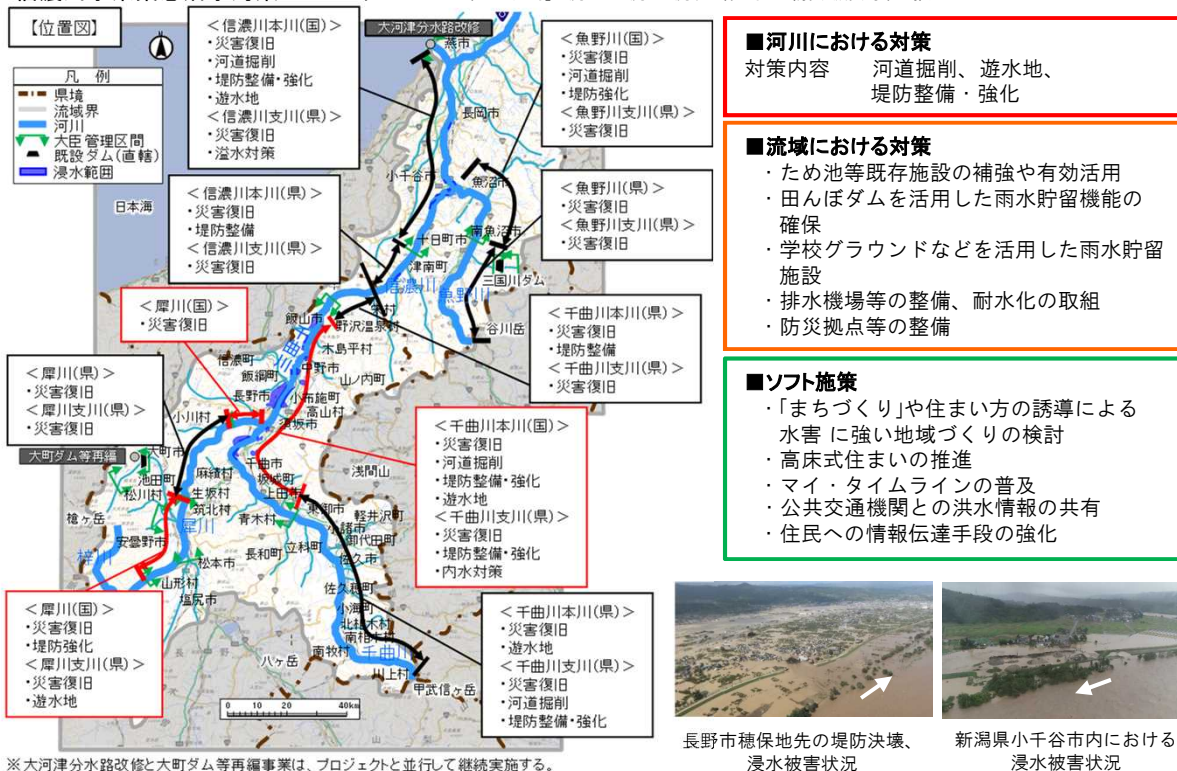 【位置図】
凡 例
県境
流域界
河川
大臣管理区間
既設ダム(直轄)
浸水範囲
日本海
大河津分水路改修
燕市
＜信濃川本川(国)＞
・災害復旧
・河道掘削
・堤防整備・強化
・遊水地
＜信濃川支川(県)＞
・災害復旧
・溢水対策
＜魚野川(国)＞
・災害復旧
・河道掘削
・堤防強化
＜魚野川支川(県)＞
・災害復旧
＜信濃川本川(県)＞
・災害復旧
・堤防整備
＜信濃川支川(県)＞
・災害復旧
＜魚野川(県)＞
・災害復旧
＜魚野川支川(県)＞
・災害復旧
長岡市
小千谷市
魚沼市
十日町市
南魚沼市
津南町
三国川ダム
信濃川
魚野川
栄村
谷川岳
＜犀川(国)＞
・災害復旧
飯山市
野沢温泉村
木島平村
信濃町
中野市
飯綱町
山ノ内町
長野市
小布施町
高山村
須坂市
小川村
＜千曲川本川(県)＞
・災害復旧
・堤防整備
＜千曲川支川(県)＞
・災害復旧
＜犀川(県)＞
・災害復旧
＜犀川支川(県)＞
・災害復旧
大町ダム等再編
大町市
池田町
松川村
麻績村
生坂村
筑北村
千曲市
坂城町
上田市
青木村
東御市
浅間山
軽井沢町
御代田町
槍ヶ岳
安曇野市
犀川
梓川
松本市
山形村
塩尻市
長和町
立科町
佐久市
佐久穂町
小海町
北相木村
南相木村
南牧村
千曲川
川上村
八ヶ岳
甲武信ヶ岳
＜千曲川本川(国)＞
・災害復旧
・河道掘削
・堤防整備・強化
・遊水地
＜千曲川支川(県)＞
・災害復旧
・堤防整備・強化
・内水対策
＜犀川(国)＞
・災害復旧
・堤防強化
＜犀川支川(県)＞
・災害復旧
・遊水地
＜千曲川本川(県)＞
・災害復旧
・遊水地
＜千曲川支川(県)＞
・災害復旧
・河道掘削
・堤防整備・強化
0 10 20 40km
※大河津分水路改修と大町ダム等再編事業は、プロジェクトと並行して継続実施する。
■河川における対策
対策内容 河道掘削、遊水地、
堤防整備・強化
■流域における対策
・ため池等既存施設の補強や有効活用
・田んぼダムを活用した雨水貯留機能の
確保
・学校グラウンドなどを活用した雨水貯留
施設
・排水機場等の整備、耐水化の取組
・防災拠点等の整備
■ソフト施策
・「まちづくり」や住まい方の誘導による
水害 に強い地域づくりの検討
・高床式住まいの推進
・マイ・タイムラインの普及
・公共交通機関との洪水情報の共有
・住民への情報伝達手段の強化
長野市穂保地先の堤防決壊、
浸水被害状況
新潟県小千谷市内における
浸水被害状況